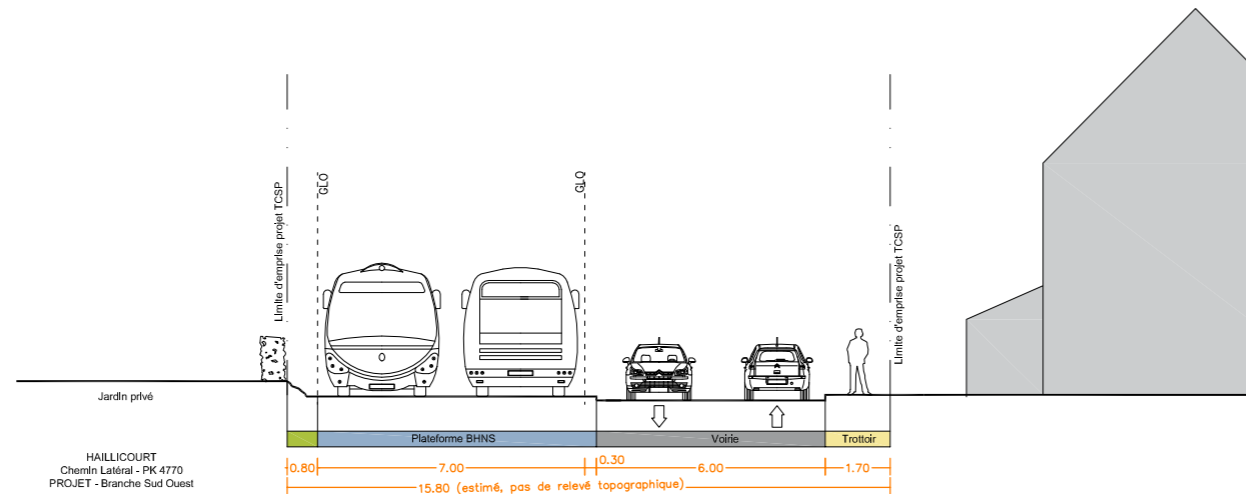 Limite d'emprise projet TCSP
GLO
GLO
Limite d'emprise projet TCSP
Jardin privé
Plateforme BHNS
Voirie
Trottoir
0.80
7.00
0.30
6.00
1.70
15.80 (estimé, pas de relevé topographique)
HAILLICOURT
Chemin Latéral - PK 4770
PROJET - Branche Sud Ouest